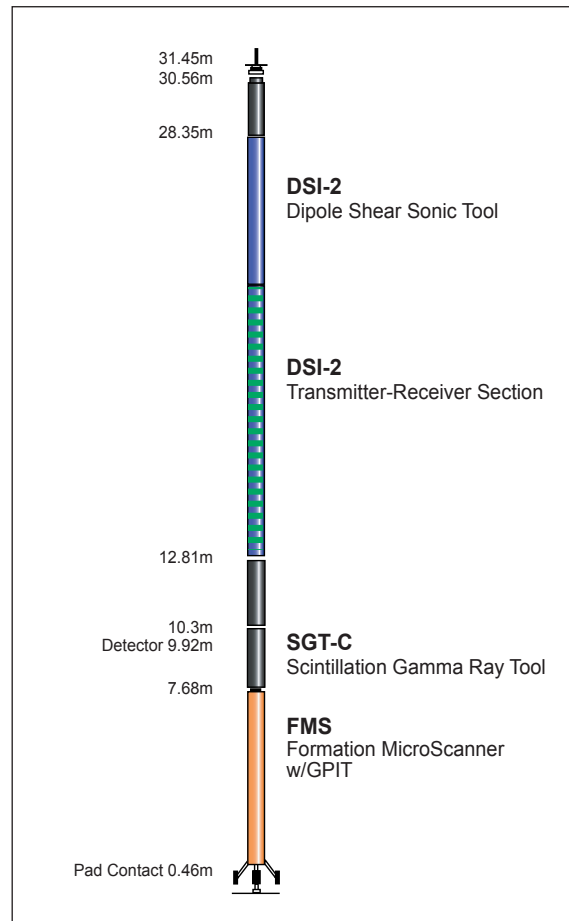 31.45m
30.56m
28.35m
DSI-2
Dipole Shear Sonic Tool
DSI-2
Transmitter-Receiver Section
12.81m
10.3m
Detector 9.92m
SGT-C
Scintillation Gamma Ray Tool
7.68m
FMS
Formation MicroScanner
w/GPIT
Pad Contact 0.46m